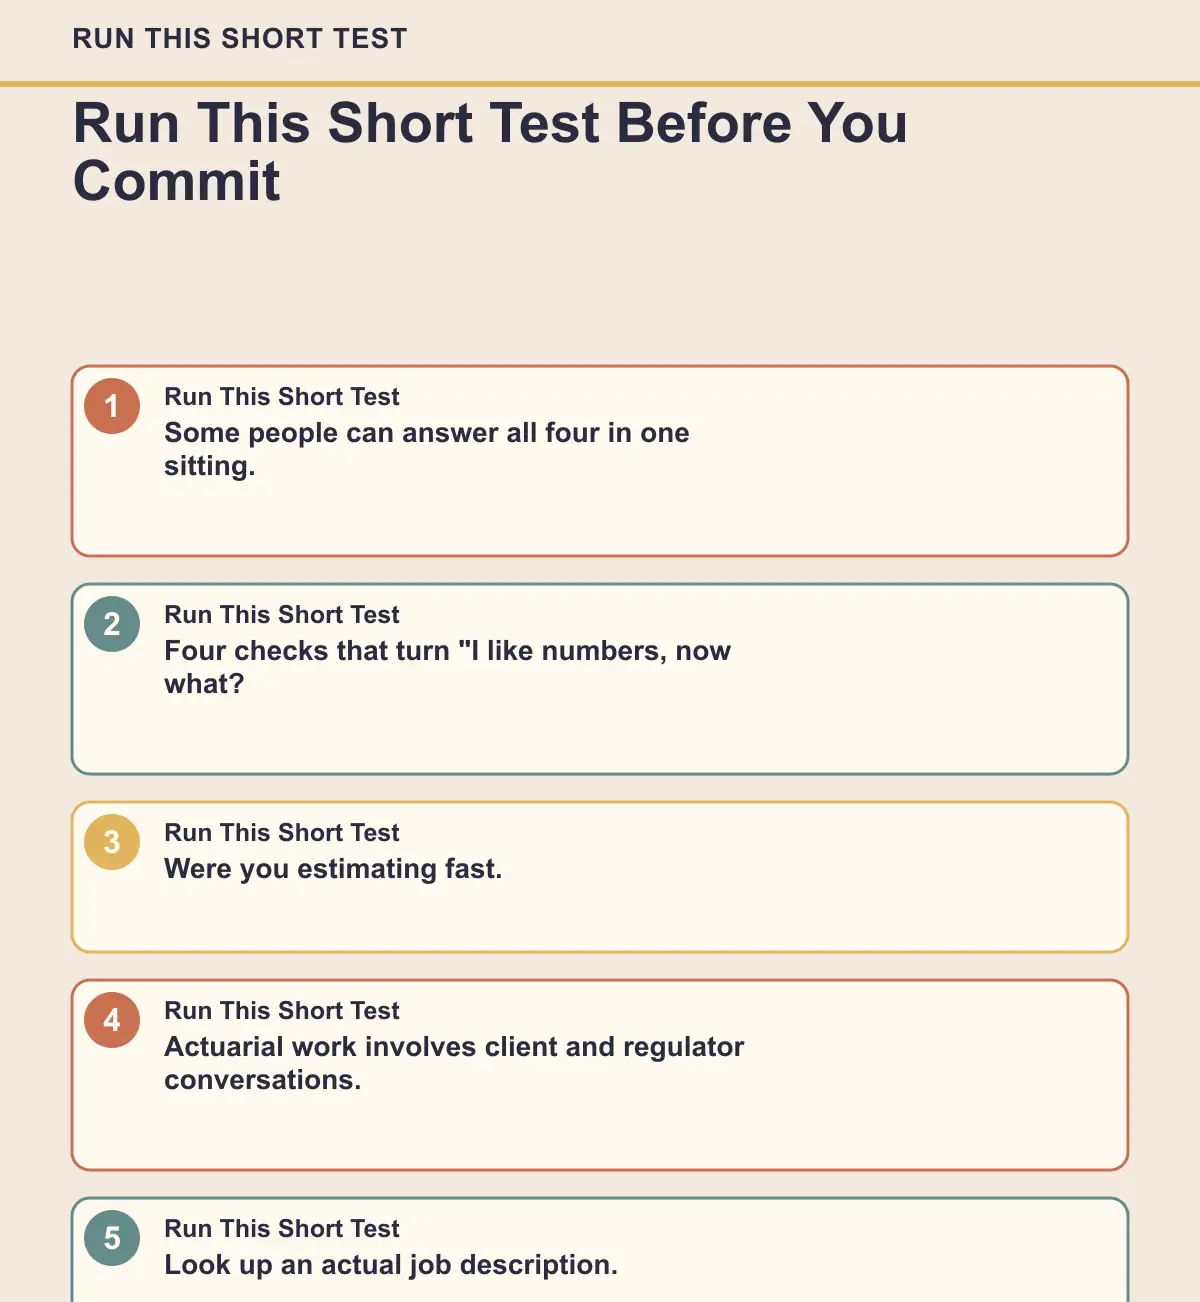 RUN THIS SHORT TEST
Run This Short Test Before You
Commit
1
Run This Short Test
Some people can answer all four in one
sitting.
2
Run This Short Test
Four checks that turn "I like numbers, now
what?
3
Run This Short Test
Were you estimating fast.
4
Run This Short Test
Actuarial work involves client and regulator
conversations.
5
Run This Short Test
Look up an actual job description.